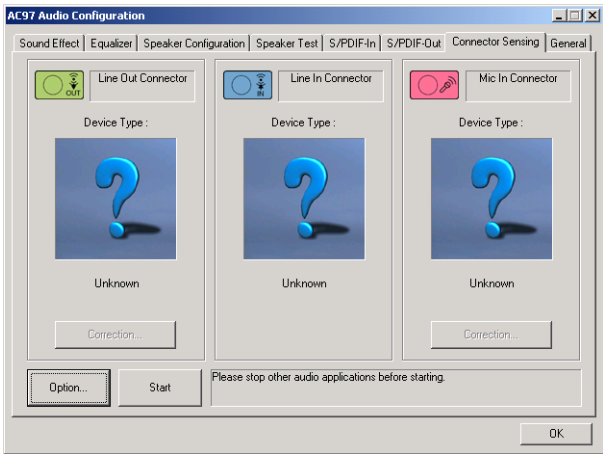 AC97 Audio Configuration
Sound Effect Equalizer Speaker Configuration Speaker Test S/PDIF-In S/PDIF-Out Connector Sensing General
OUT Line Out Connector
IN Line In Connector
Mic In Connector
Device Type :
Device Type :
Device Type :
Unknown
Unknown
Unknown
Correction...
Correction...
Option...
Start
Please stop other audio applications before starting.
OK